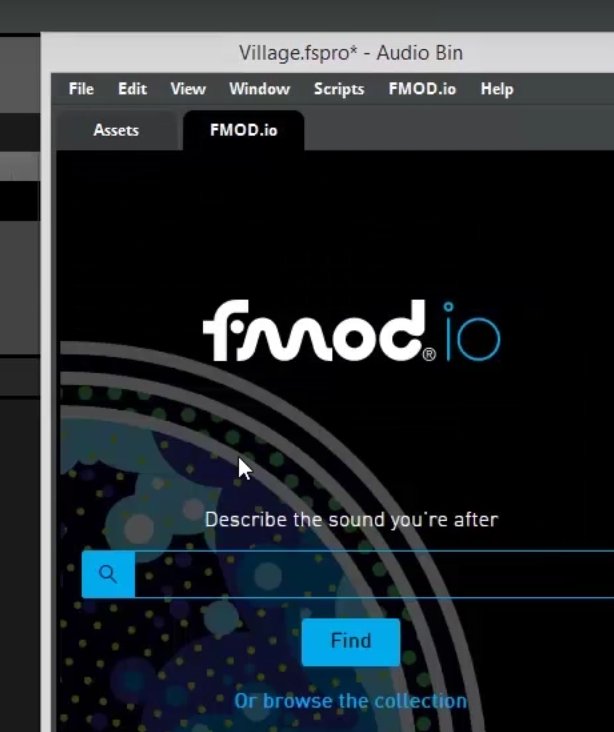 Village.fspro* - Audio Bin
File Edit View Window Scripts FMOD.io Help
Assets FMOD.io
fmod®.io
Describe the sound you're after
Find
Or browse the collection